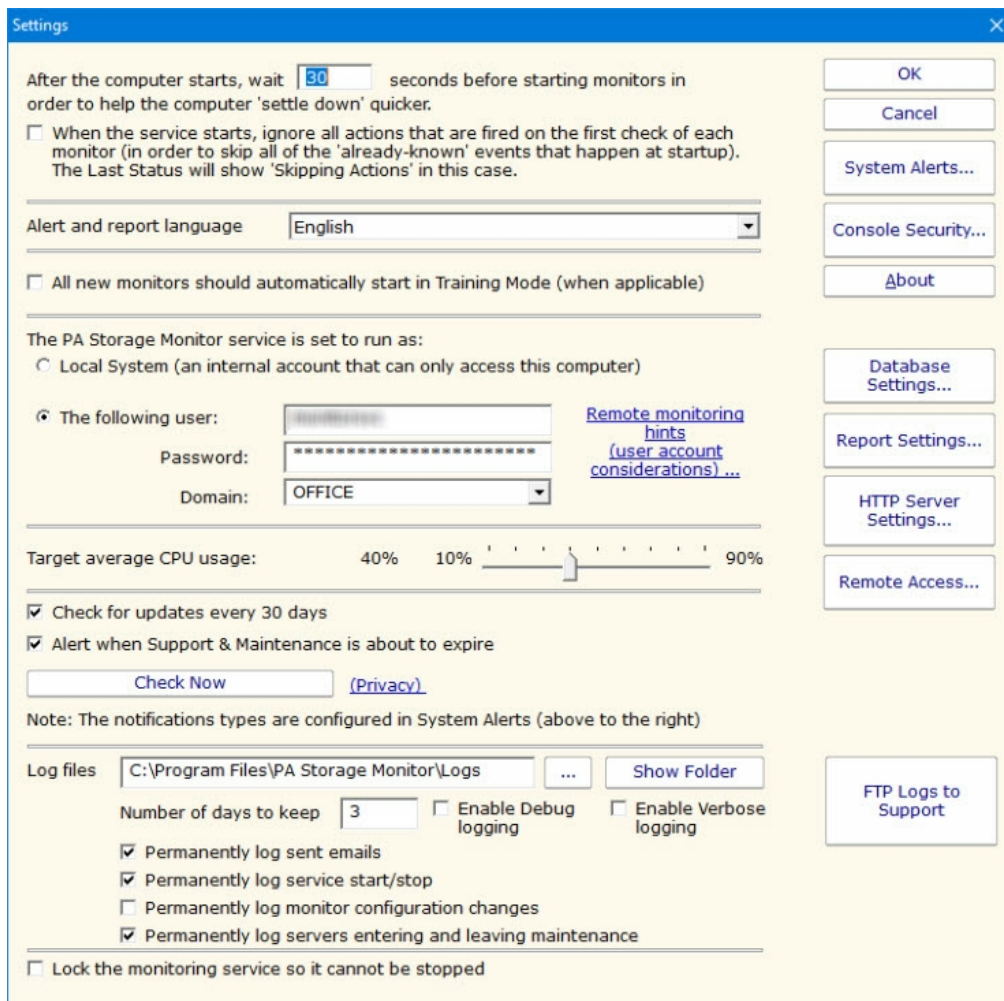 Settings
After the computer starts, wait 30 seconds before starting monitors in
order to help the computer 'settle down' quicker.
When the service starts, ignore all actions that are fired on the first check of each
monitor (in order to skip all of the 'already-known' events that happen at startup).
The Last Status will show 'Skipping Actions' in this case.
Alert and report language English
All new monitors should automatically start in Training Mode (when applicable)
The PA Storage Monitor service is set to run as:
Local System (an internal account that can only access this computer)
The following user:
Password: ***********************
Domain: OFFICE
Remote monitoring
hints
(user account
considerations) ...
Target average CPU usage: 40% 10% 90%
Check for updates every 30 days
Alert when Support & Maintenance is about to expire
Check Now (Privacy)
Note: The notifications types are configured in System Alerts (above to the right)
Log files C:\Program Files\PA Storage Monitor\Logs ... Show Folder
Number of days to keep 3
Enable Debug
logging
Enable Verbose
logging
Permanently log sent emails
Permanently log service start/stop
Permanently log monitor configuration changes
Permanently log servers entering and leaving maintenance
Lock the monitoring service so it cannot be stopped
OK
Cancel
System Alerts...
Console Security...
About
Database
Settings...
Report Settings...
HTTP Server
Settings...
Remote Access...
FTP Logs to
Support